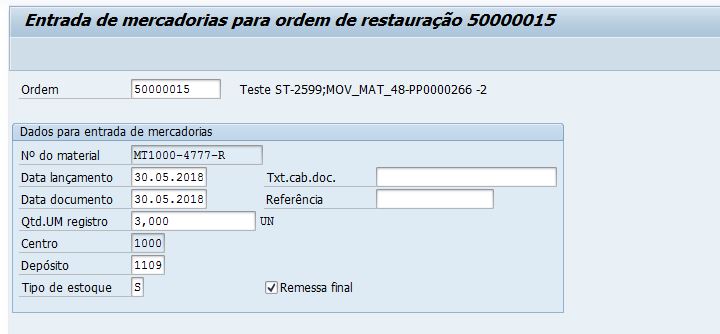 Entrada de mercadorias para ordem de restauração 50000015
Ordem 50000015 Teste ST-2599;MOV_MAT_48-PP0000266 -2
Dados para entrada de mercadorias
Nº do material MT1000-4777-R
Data lançamento 30.05.2018 Txt.cab.doc.
Data documento 30.05.2018 Referência
Qtd.UM registro 3,000 UN
Centro 1000
Depósito 1109
Tipo de estoque S Remessa final